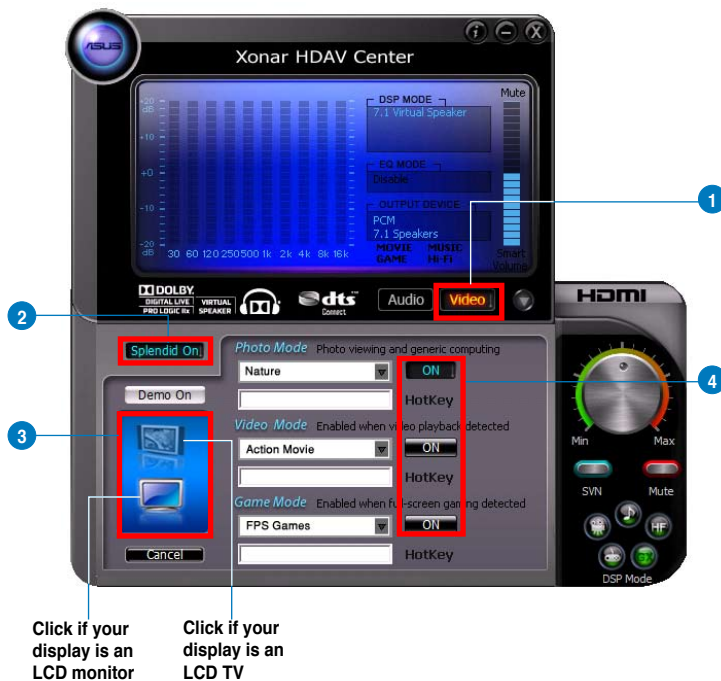 ASUS
i
X
Xonar HDAV Center
Mute
+20
dB
+10
+0
-10
-20
dB
30 60 120 250 500 1k 2k 4k 8k 16k
DSP MODE
7.1 Virtual Speaker
EQ MODE
Disable
OUTPUT DEVICE
PCM
7.1 Speakers
MOVIE MUSIC
GAME Hi-Fi
Smart
Volume
1
DOLBY.
DIGITAL LIVE
PRO LOGIC IIx
VIRTUAL
SPEAKER
dts
Connect
Audio
Video
HDMI
2
Splendid On
Photo Mode Photo viewing and generic computing
Nature
ON
4
Demo On
HotKey
3
Video Mode Enabled when video playback detected
Action Movie
ON
HotKey
Game Mode Enabled when full-screen gaming detected
FPS Games
ON
Cancel
HotKey
Min
Max
SVN
Mute
HF
DSP Mode
Click if your
display is an
LCD monitor
Click if your
display is an
LCD TV